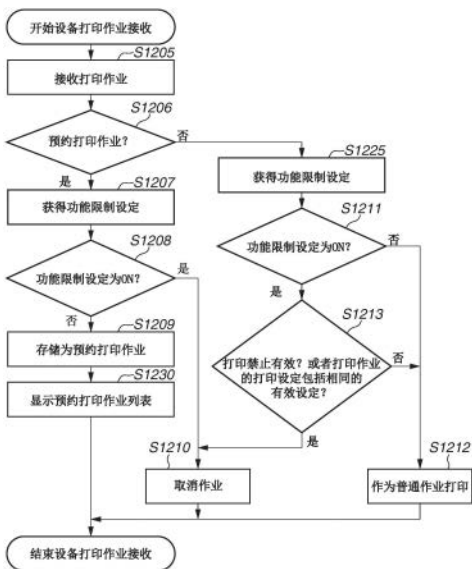 开始设备打印作业接收
S1205
接收打印作业
S1206
预约打印作业？
否
是
S1207
获得功能限制设定
S1225
获得功能限制设定
S1208
功能限制设定为ON？
是
否
S1211
功能限制设定为ON？
否
是
S1209
存储为预约打印作业
S1230
显示预约打印作业列表
S1213
打印禁止有效？或者打印作业
的打印设定包括相同的
有效设定？
否
是
S1210
取消作业
S1212
作为普通作业打印
结束设备打印作业接收